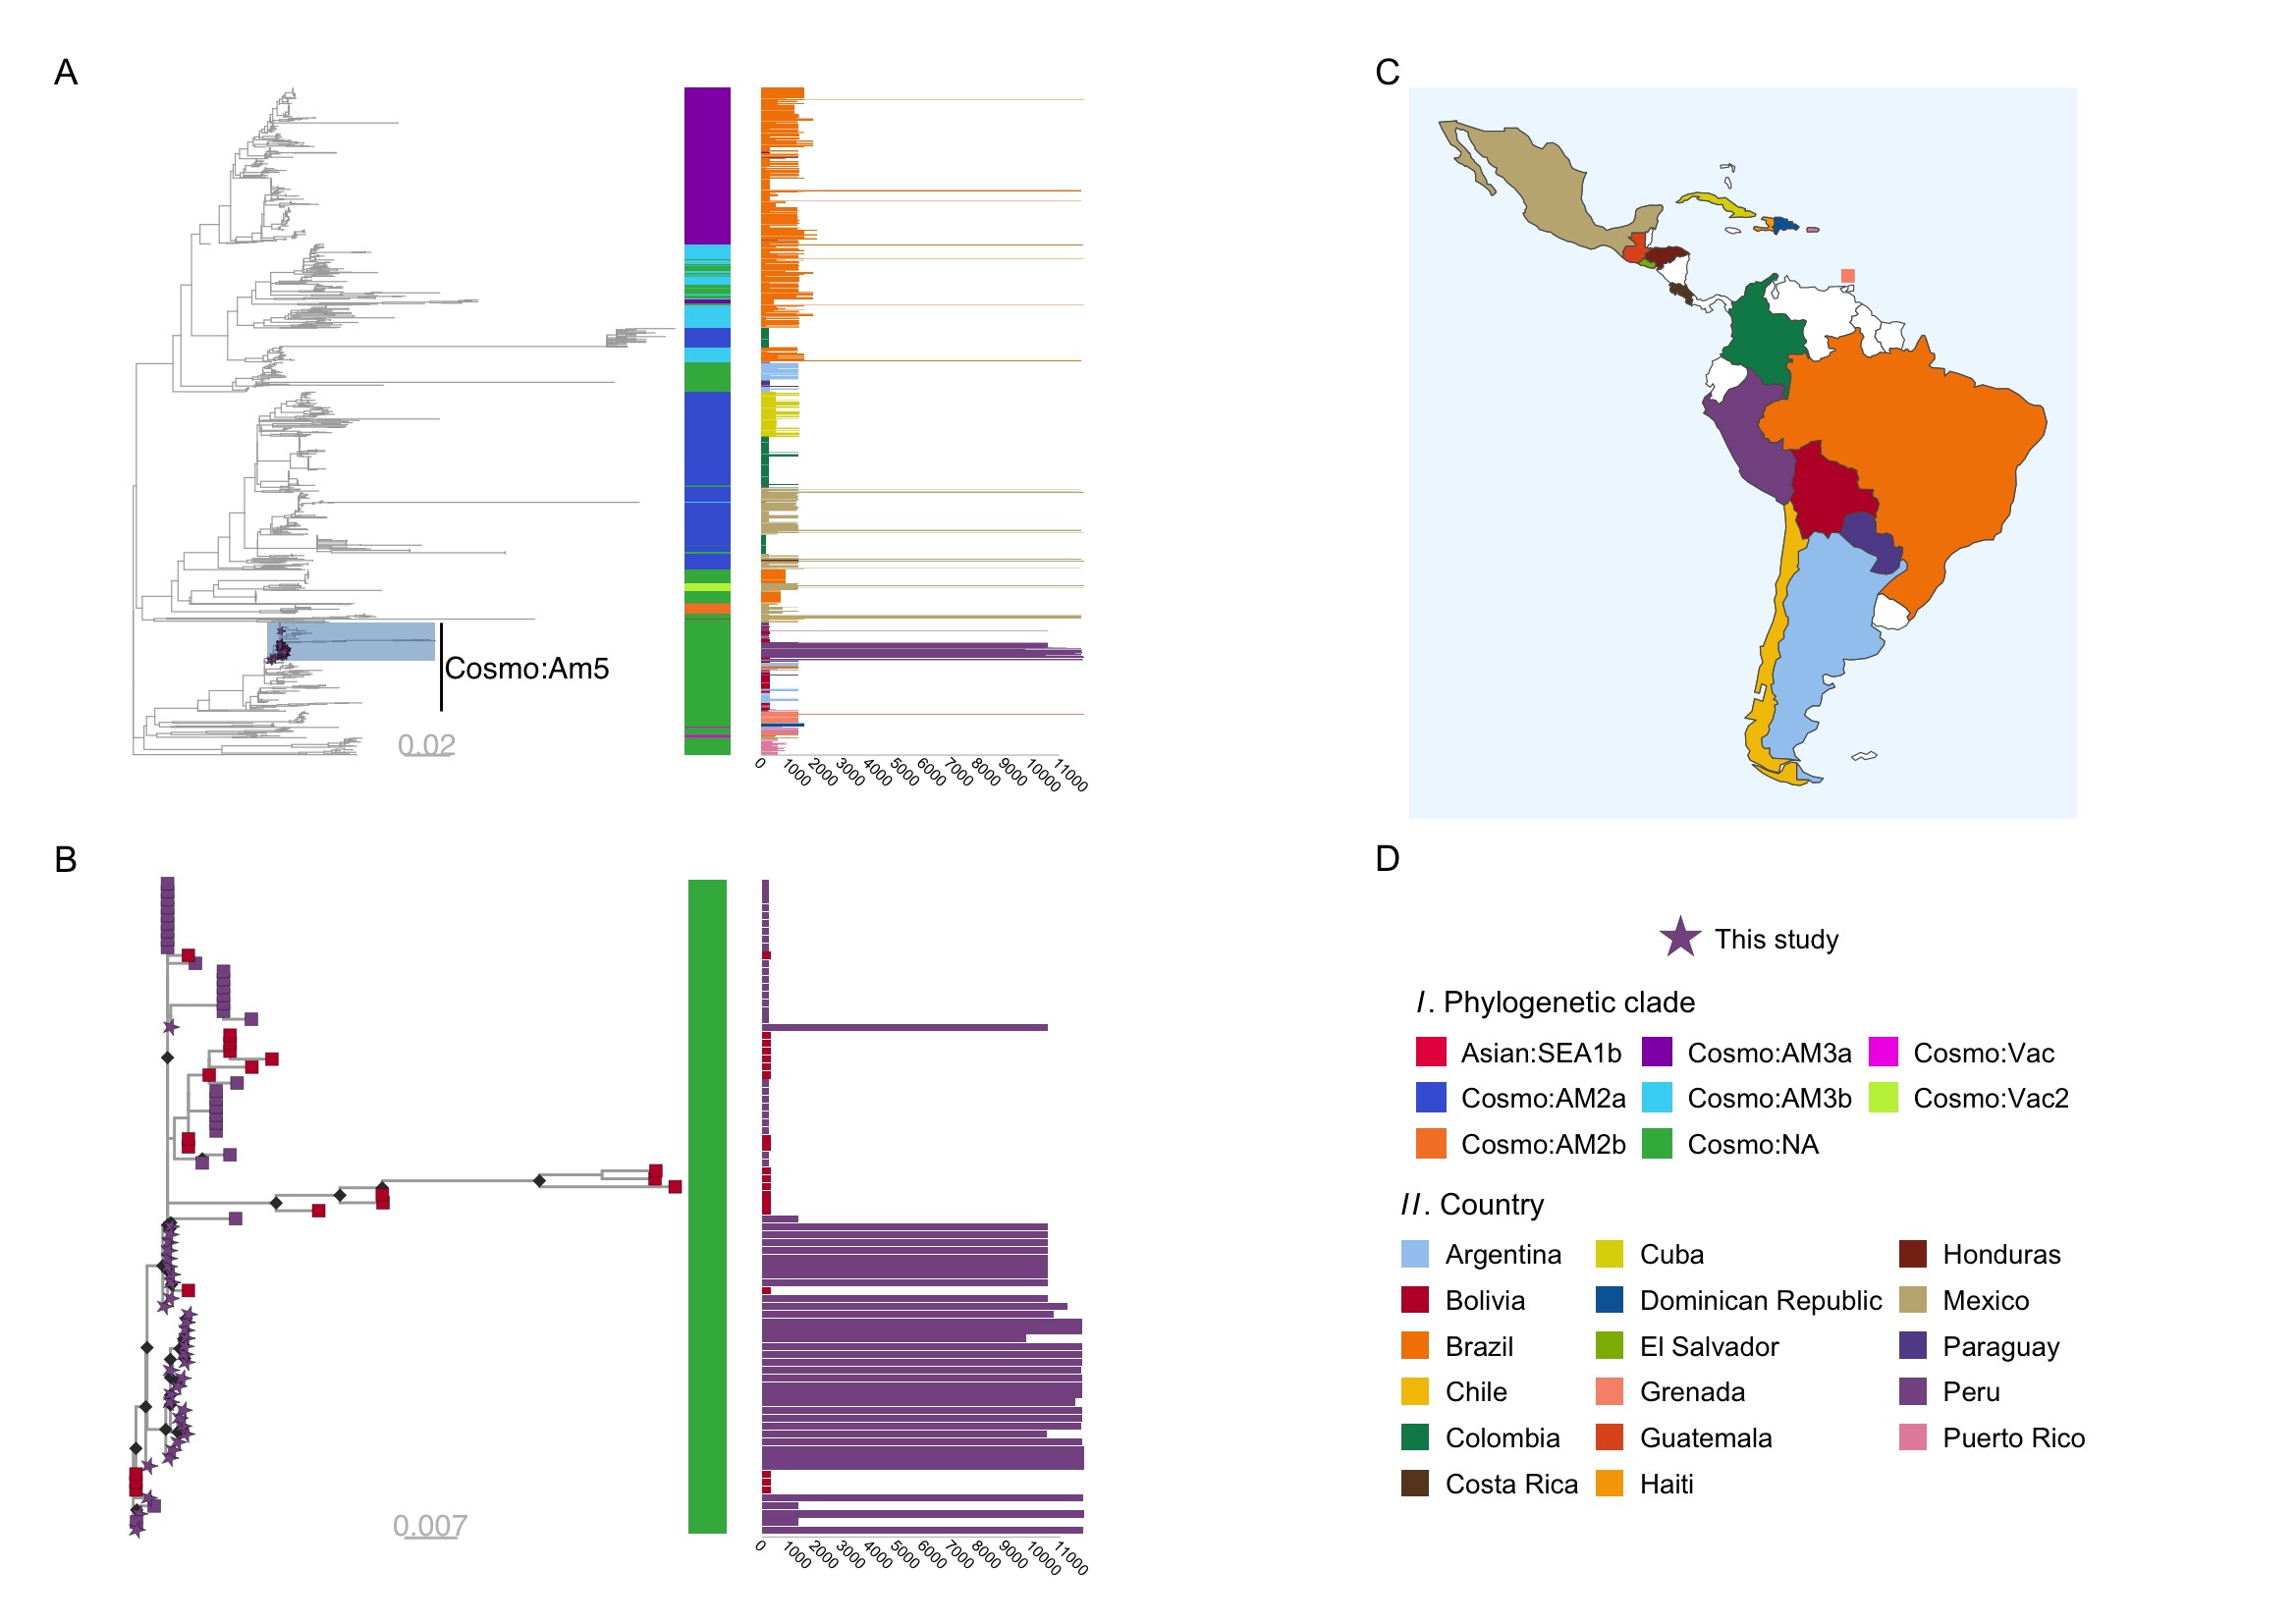 A
Cosmo:Am5
0.02
0 1000 2000 3000 4000 5000 6000 7000 8000 9000 10000 11000
B
0.007
0 1000 2000 3000 4000 5000 6000 7000 8000 9000 10000 11000
C
D
This study
I. Phylogenetic clade
Asian:SEA1b Cosmo:AM3a Cosmo:Vac
Cosmo:AM2a Cosmo:AM3b Cosmo:Vac2
Cosmo:AM2b Cosmo:NA
II. Country
Argentina Cuba Honduras
Bolivia Dominican Republic Mexico
Brazil El Salvador Paraguay
Chile Grenada Peru
Colombia Guatemala Puerto Rico
Costa Rica Haiti